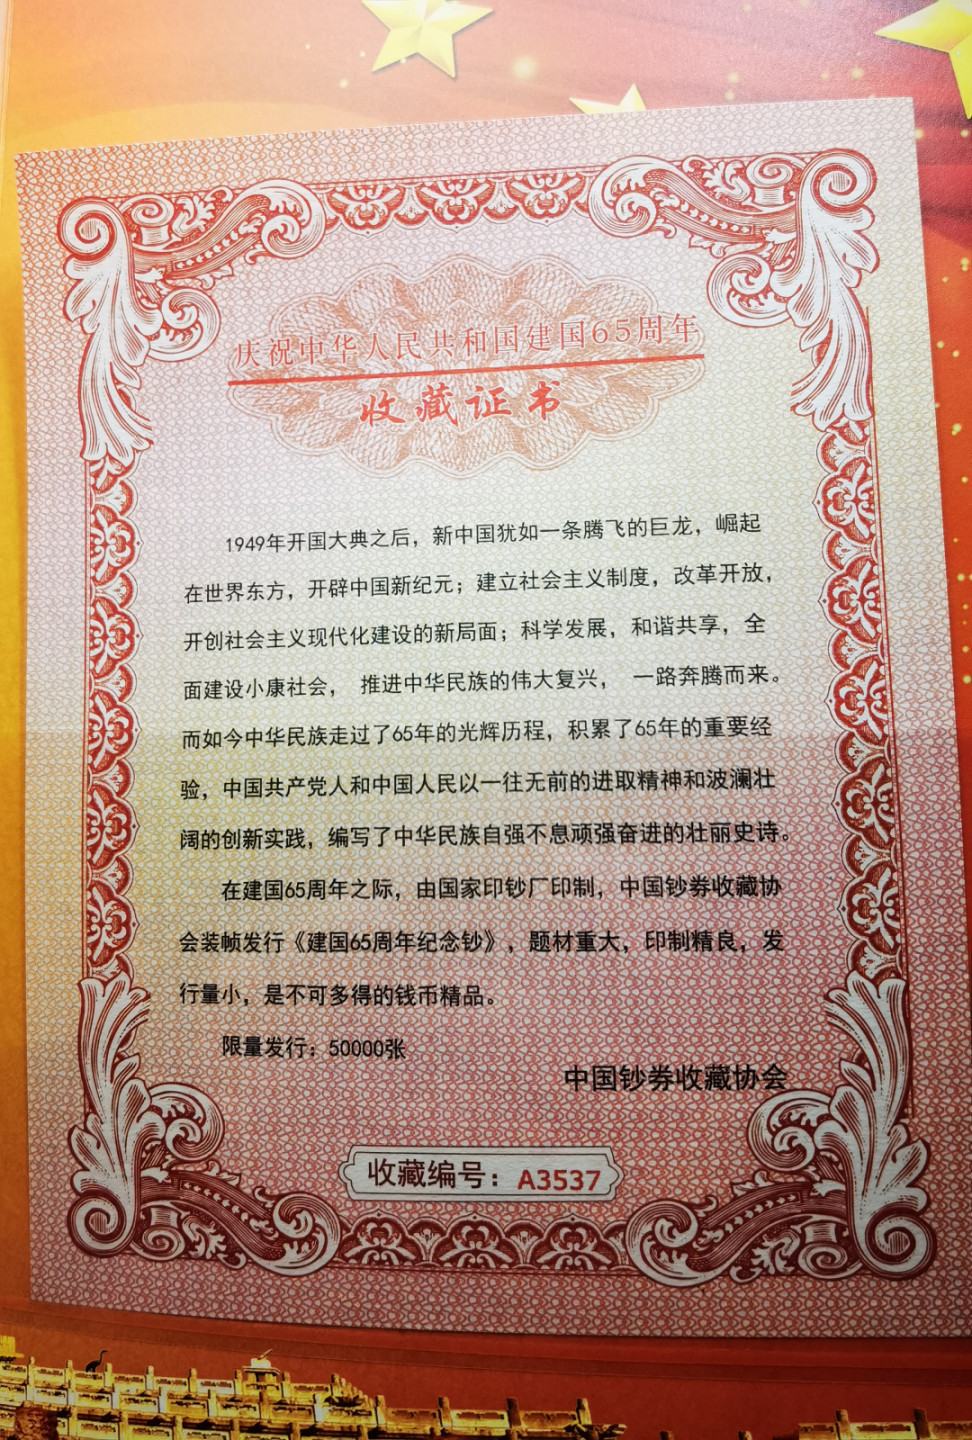 庆祝中华人民共和国建国65周年
收藏证书
1949年开国大典之后，新中国犹如一条腾飞的巨龙，崛起
在世界东方，开辟中国新纪元；建立社会主义制度，改革开放，
开创社会主义现代化建设的新局面；科学发展，和谐共享，全
面建设小康社会， 推进中华民族的伟大复兴， 一路奔腾而来。
而如今中华民族走过了65年的光辉历程，积累了65年的重要经
验，中国共产党人和中国人民以一往无前的进取精神和波澜壮
阔的创新实践，编写了中华民族自强不息顽强奋进的壮丽史诗。
在建国65周年之际，由国家印钞厂印制，中国钞券收藏协
会装帧发行《建国65周年纪念钞》，题材重大，印制精良，发
行量小，是不可多得的钱币精品。
限量发行：50000张
中国钞券收藏协会
收藏编号：A3537